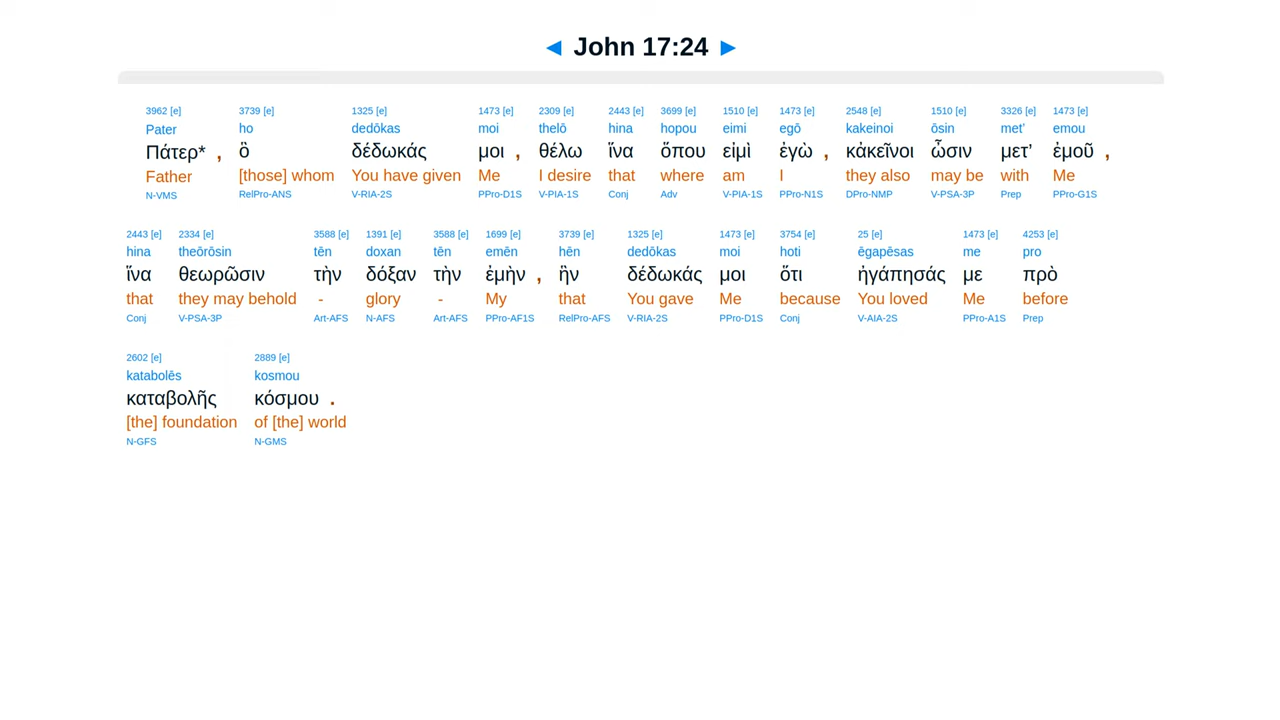 ◄ John 17:24 ►
3962 [e] 3739 [e] 1325 [e] 1473 [e] 2309 [e] 2443 [e] 3699 [e] 1510 [e] 1473 [e] 2548 [e] 1510 [e] 3326 [e] 1473 [e]
Pater ho dedōkas moi thelō hina hopou eimi egō kakeinoi ōsin met’ emou
Πάτερ* , ὃ δέδωκάς μοι , θέλω ἵνα ὅπου εἰμὶ ἐγὼ , κἀκεῖνοι ὦσιν μετ’ ἐμοῦ ,
Father [those] whom You have given Me I desire that where am I they also may be with Me
N-VMS RelPro-ANS V-RIA-2S PPro-D1S V-PIA-1S Conj Adv V-PIA-1S PPro-N1S DPro-NMP V-PSA-3P Prep PPro-G1S
2443 [e] 2334 [e] 3588 [e] 1391 [e] 3588 [e] 1699 [e] 3739 [e] 1325 [e] 1473 [e] 3754 [e] 25 [e] 1473 [e] 4253 [e]
hina theōrōsin tēn doxan tēn emēn hēn dedōkas moi hoti ēgapēsas me pro
ἵνα θεωρῶσιν τὴν δόξαν τὴν ἐμὴν , ἣν δέδωκάς μοι ὅτι ἠγάπησάς με πρὸ
that they may behold - glory - My that You gave Me because You loved Me before
Conj V-PSA-3P Art-AFS N-AFS Art-AFS PPro-AF1S RelPro-AFS V-RIA-2S PPro-D1S Conj V-AIA-2S PPro-A1S Prep
2602 [e] 2889 [e]
katabolēs kosmou
καταβολῆς κόσμου .
[the] foundation of [the] world
N-GFS N-GMS